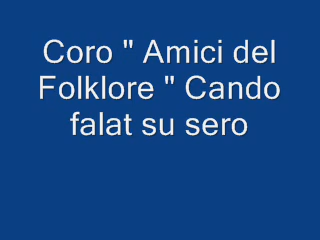 Coro " Amici del
Folklore " Cando
falat su sero